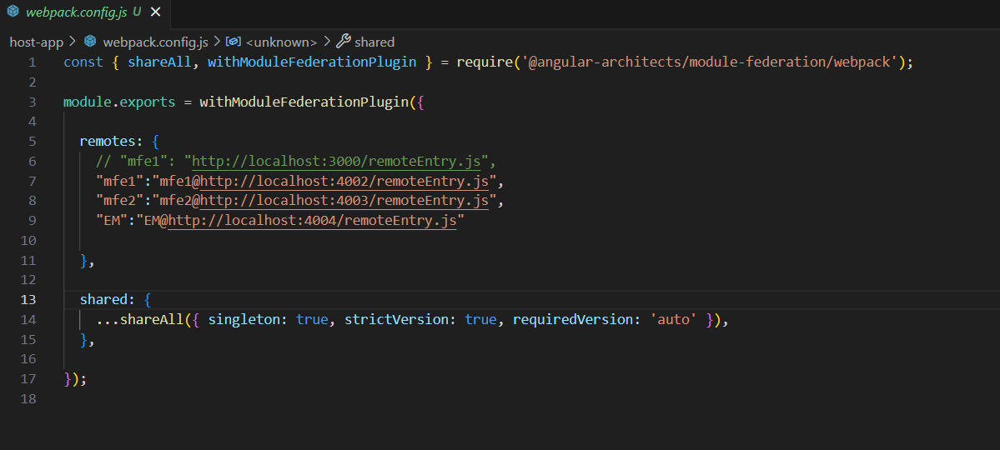 webpack.config.js U ×
host-app > webpack.config.js > <unknown> > shared
1 const { shareAll, withModuleFederationPlugin } = require('@angular-architects/module-federation/webpack');
2
3 module.exports = withModuleFederationPlugin({
4
5 remotes: {
6 // "mfe1": "http://localhost:3000/remoteEntry.js",
7 "mfe1":"mfe1@http://localhost:4002/remoteEntry.js",
8 "mfe2":"mfe2@http://localhost:4003/remoteEntry.js",
9 "EM":"EM@http://localhost:4004/remoteEntry.js"
10
11 },
12
13 shared: {
14 ...shareAll({ singleton: true, strictVersion: true, requiredVersion: 'auto' }),
15 },
16
17 });
18